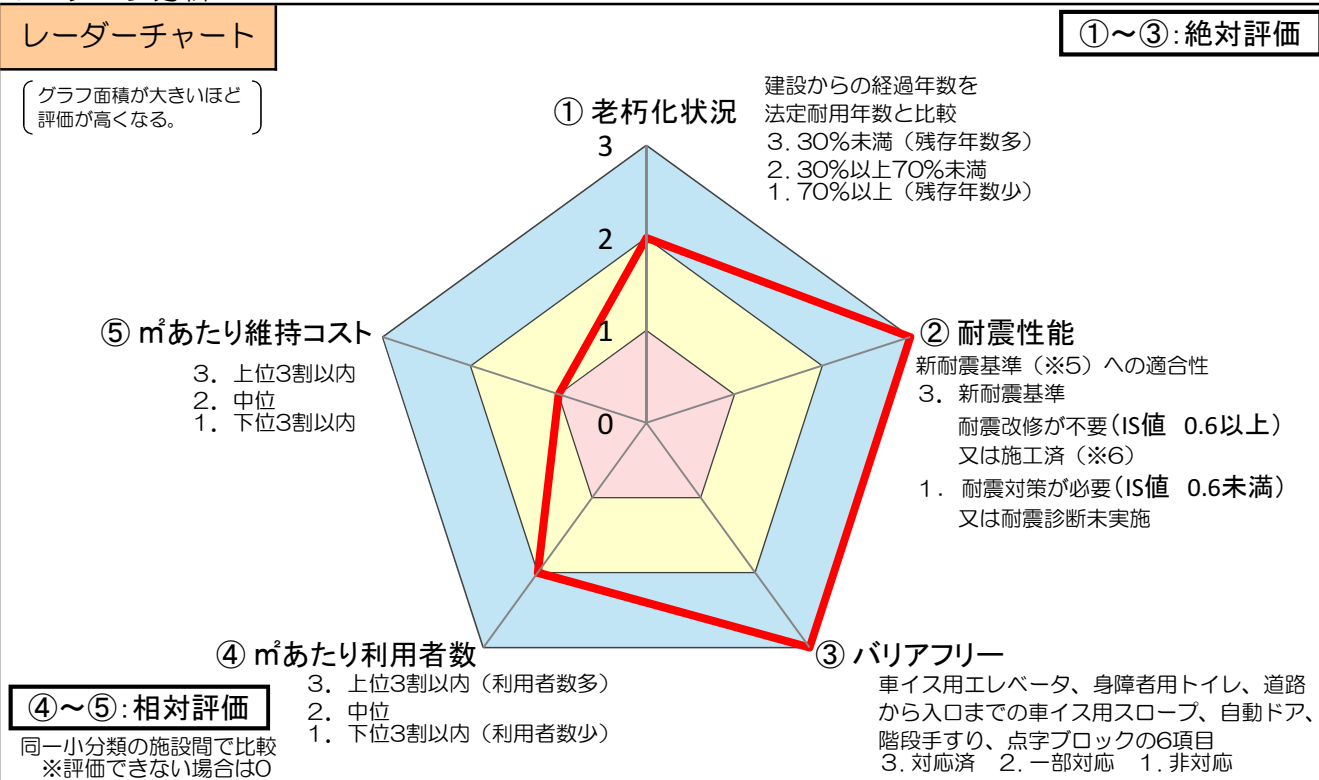 レーダーチャート
①～③:絶対評価
グラフ面積が大きいほど
評価が高くなる。
① 老朽化状況
建設からの経過年数を
法定耐用年数と比較
３.３０%未満（残存年数多）
２.３０%以上７０%未満
１.７０%以上（残存年数少）
3
2
1
0
② 耐震性能
新耐震基準（※５）への適合性
３. 新耐震基準
耐震改修が不要(IS値 0.6以上)
又は施工済（※６）
１. 耐震対策が必要(IS値 0.6未満)
又は耐震診断未実施
⑤ ㎡あたり維持コスト
３. 上位３割以内
２. 中位
１. 下位３割以内
④ ㎡あたり利用者数
３. 上位３割以内（利用者数多）
２. 中位
１. 下位３割以内（利用者数少）
③ バリアフリー
車イス用エレベータ、身障者用トイレ、道路
から入口までの車イス用スロープ、自動ドア、
階段手すり、点字ブロックの６項目
３.対応済 ２.一部対応 １.非対応
④～⑤:相対評価
同一小分類の施設間で比較
※評価できない場合は０